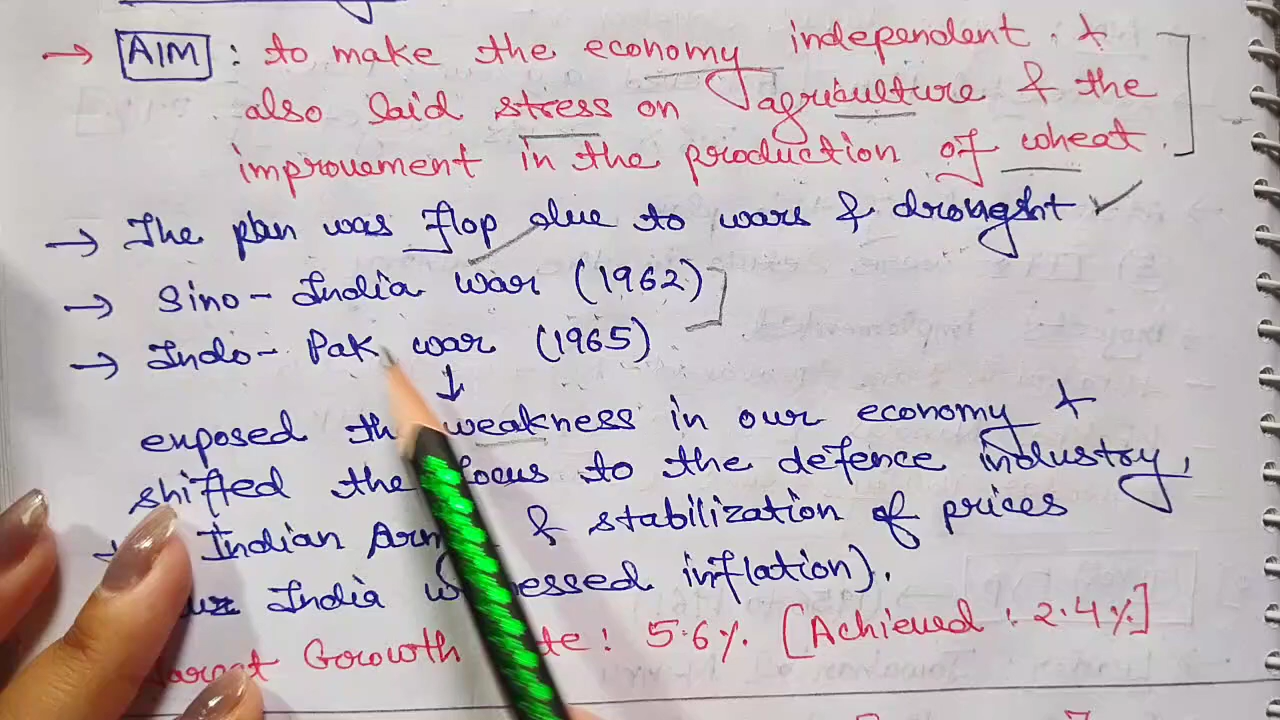 → AIM : to make the economy independent. &
also laid stress on agriculture & the
improvement in the production of wheat.
→ The plan was flop due to wars & drought ✓
→ Sino-India war (1962)
→ Indo-Pak war (1965)
↓
exposed the weakness in our economy &
shifted the focus to the defence industry,
Indian Army & stabilization of prices
India witnessed inflation).
Target Growth Rate : 5.6% [Achieved : 2.4%]